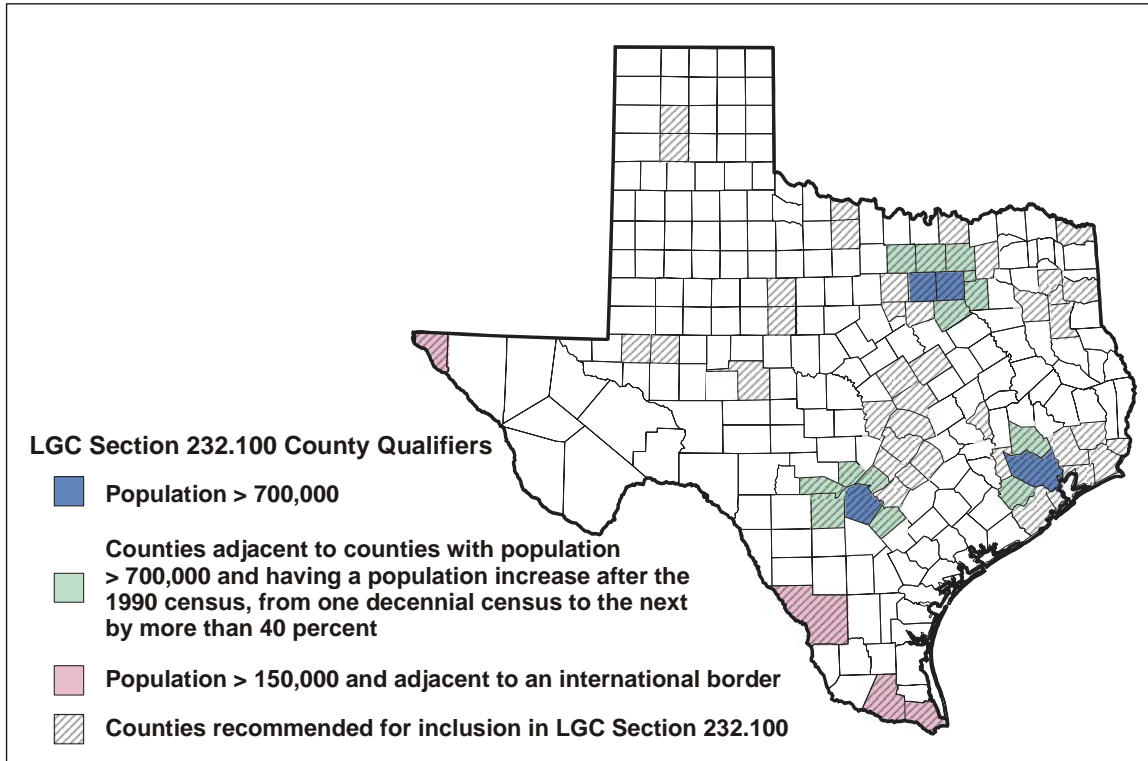 LGC Section 232.100 County Qualifiers
Population > 700,000
Counties adjacent to counties with population
> 700,000 and having a population increase after the
1990 census, from one decennial census to the next
by more than 40 percent
Population > 150,000 and adjacent to an international border
Counties recommended for inclusion in LGC Section 232.100